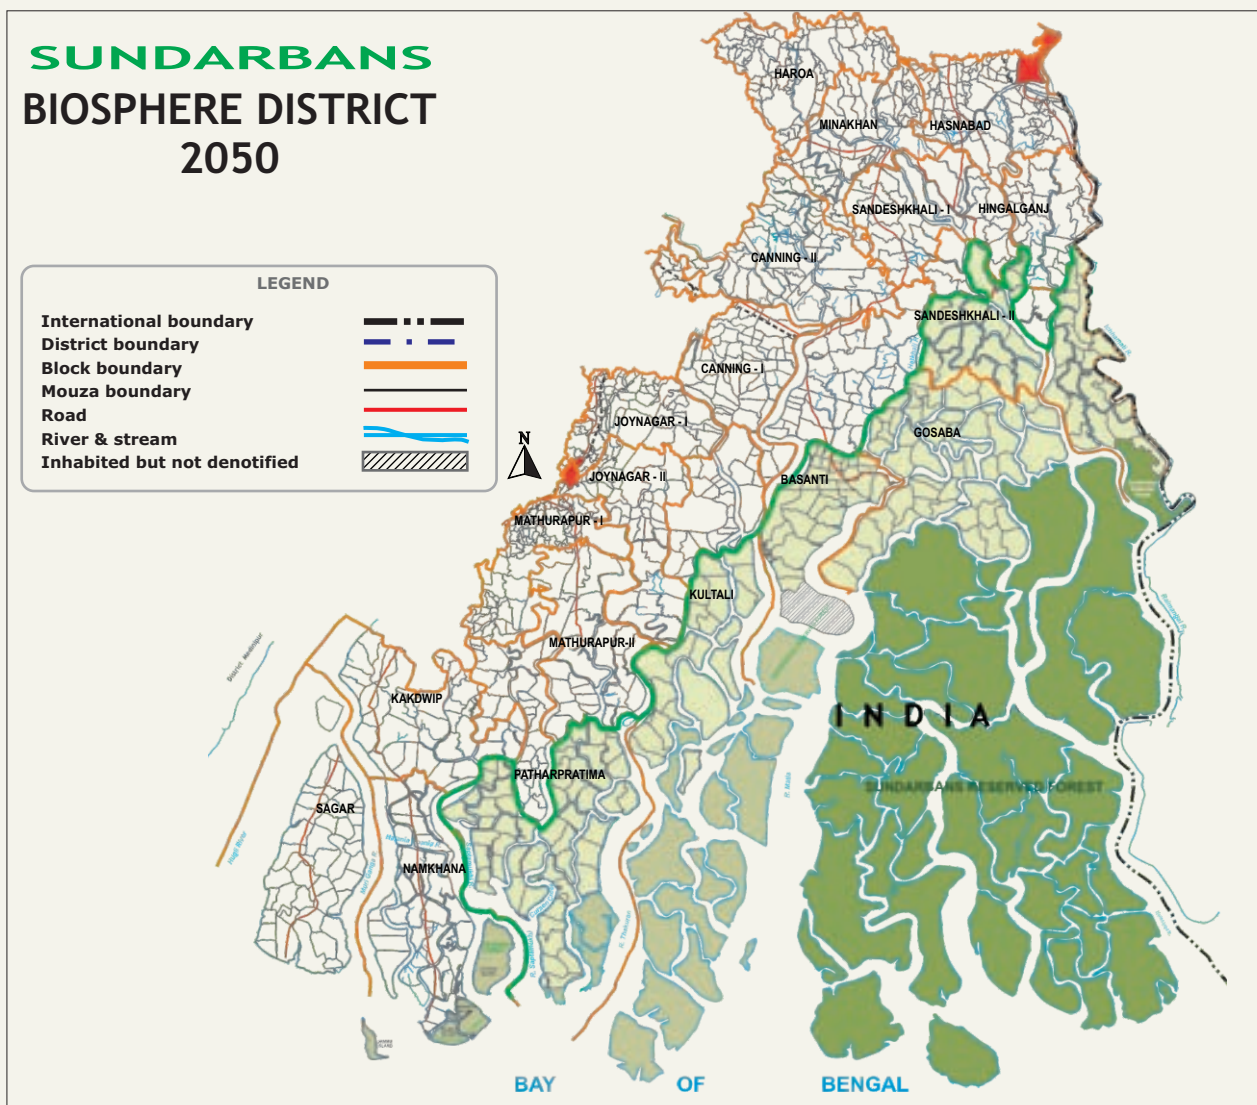 SUNDARBANS
BIOSPHERE DISTRICT
2050
LEGEND
International boundary
District boundary
Block boundary
Mouza boundary
Road
River & stream
Inhabited but not denotified
N
HAROA
MINAKHAN
HASNABAD
SANDESHKHALI - I
HINGALGANJ
CANNING - II
SANDESHKHALI - II
CANNING - I
JOYNAGAR - I
GOSABA
JOYNAGAR - II
BASANTI
MATHURAPUR - I
KULTALI
MATHURAPUR-II
KAKDWIP
INDIA
PATHARPRATIMA
SUNDARBANS RESERVED FOREST
SAGAR
NAMKHANA
R. Matla
R. Thakuran
BAY OF BENGAL